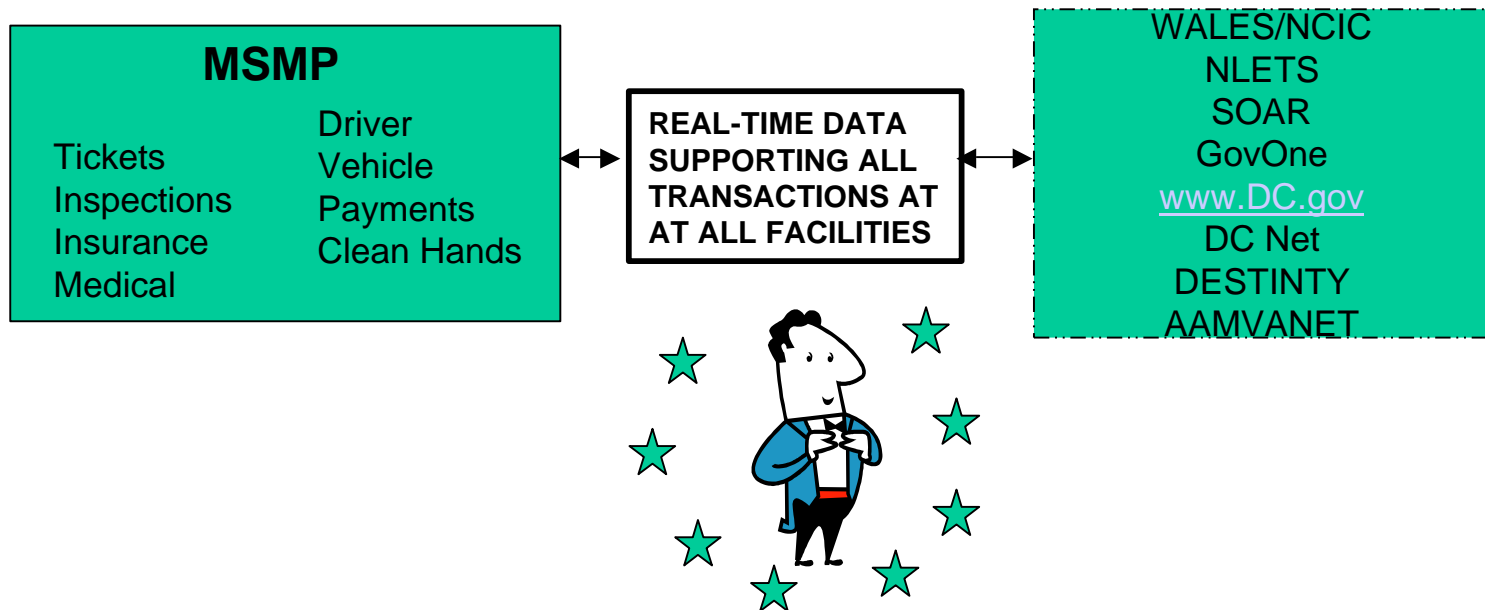 MSMP
Tickets
Inspections
Insurance
Medical
Driver
Vehicle
Payments
Clean Hands
REAL-TIME DATA
SUPPORTING ALL
TRANSACTIONS AT
AT ALL FACILITIES
WALES/NCIC
NLETS
SOAR
GovOne
www.DC.gov
DC Net
DESTINTY
AAMVANET